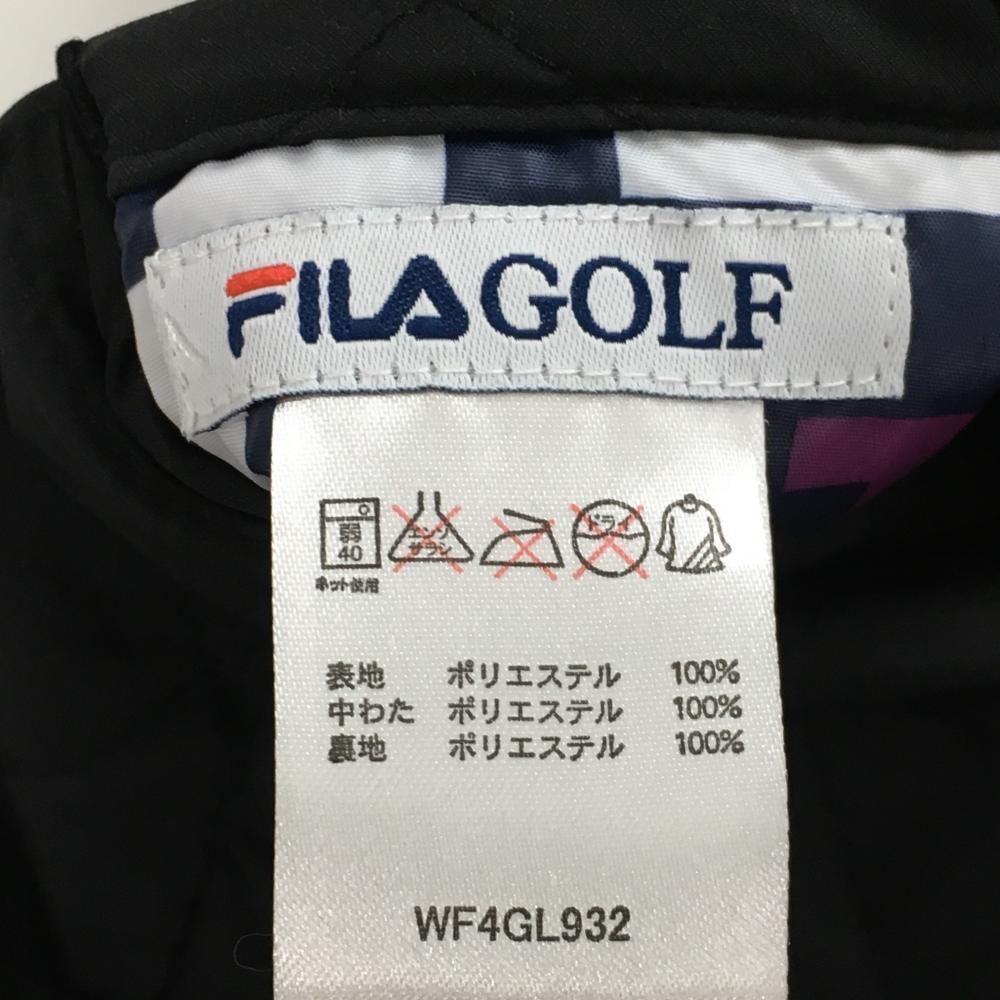 FILA GOLF
弱
40
ネット使用
エンソ
サラシ
ドライ
表地 ポリエステル 100%
中わた ポリエステル 100%
裏地 ポリエステル 100%
WF4GL932